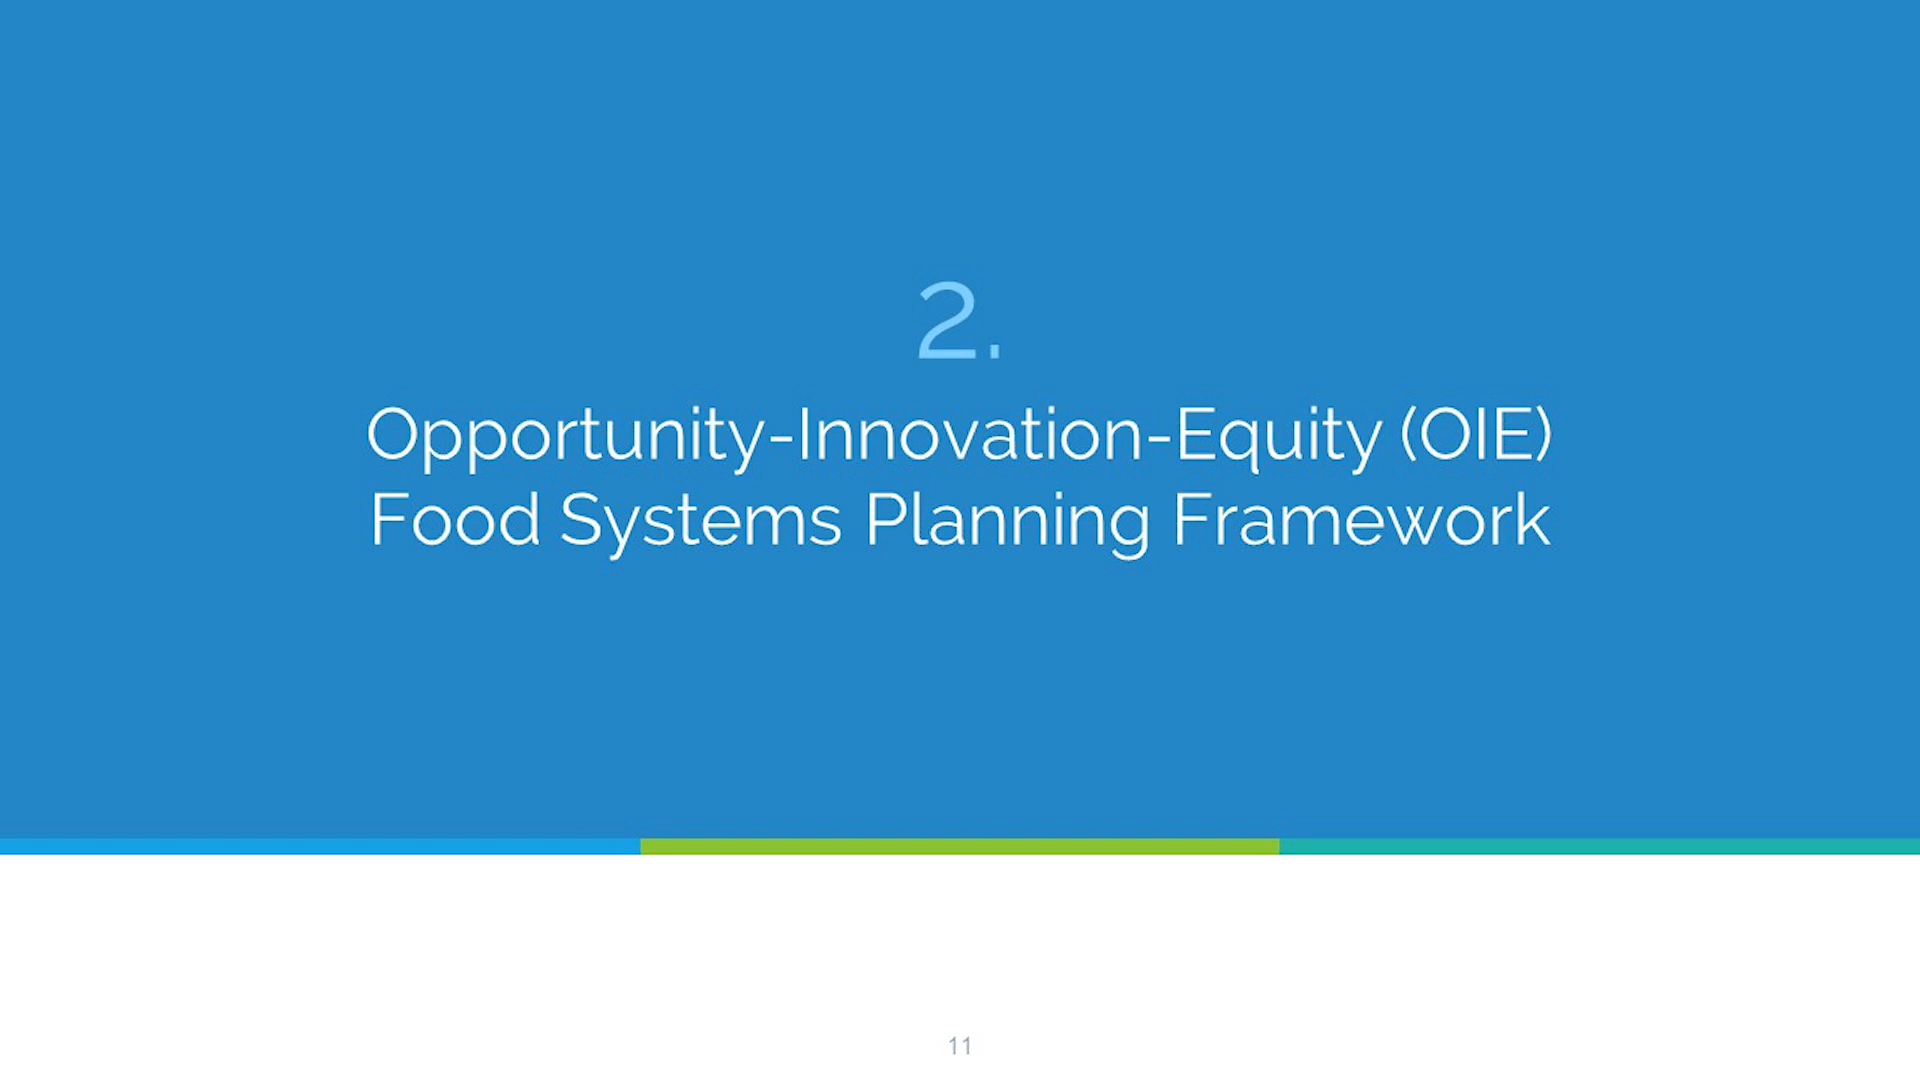 2.
Opportunity-Innovation-Equity (OIE)
Food Systems Planning Framework
11